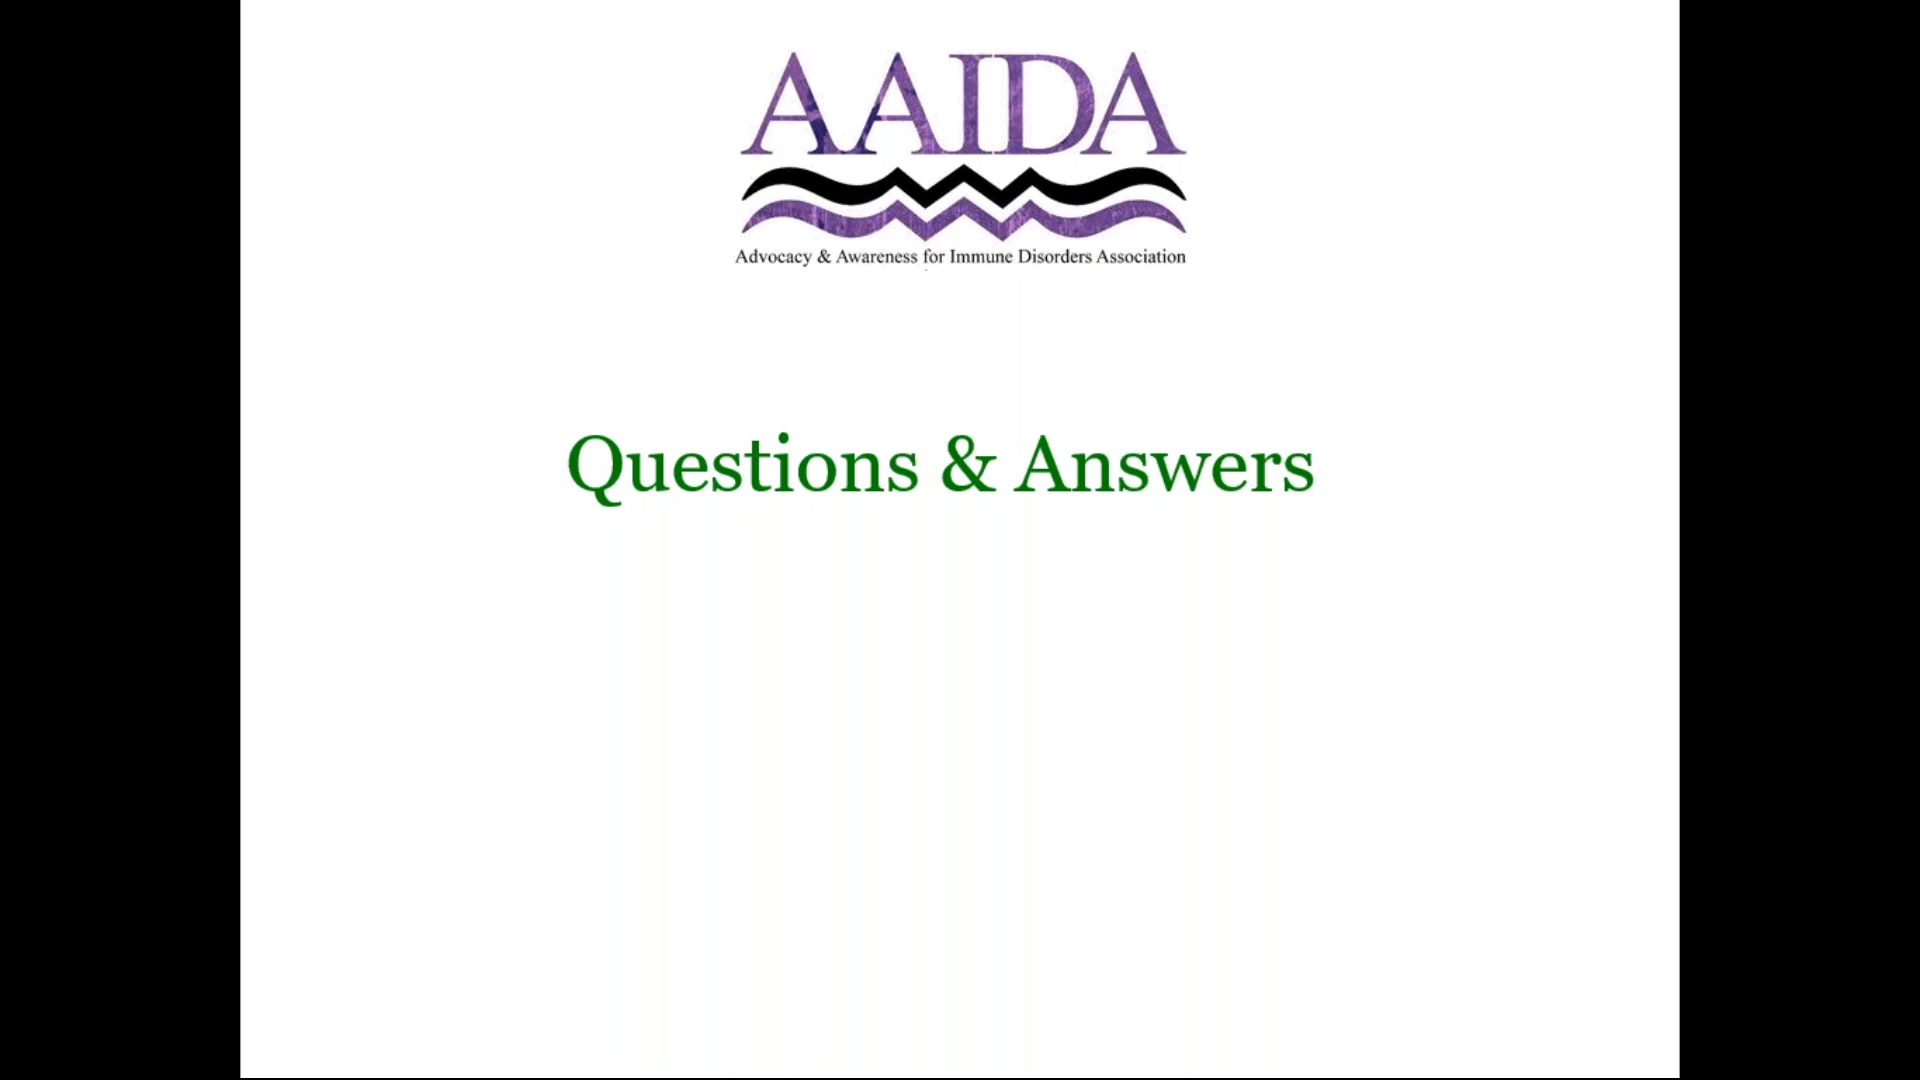 AAIDA
Advocacy & Awareness for Immune Disorders Association
Questions & Answers